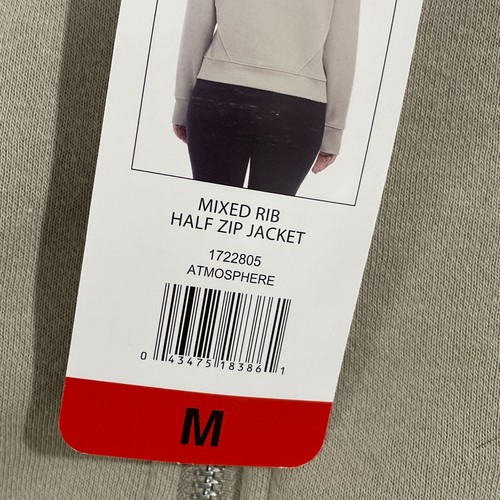 MIXED RIB
HALF ZIP JACKET
1722805
ATMOSPHERE
0 43475 18386 1
M